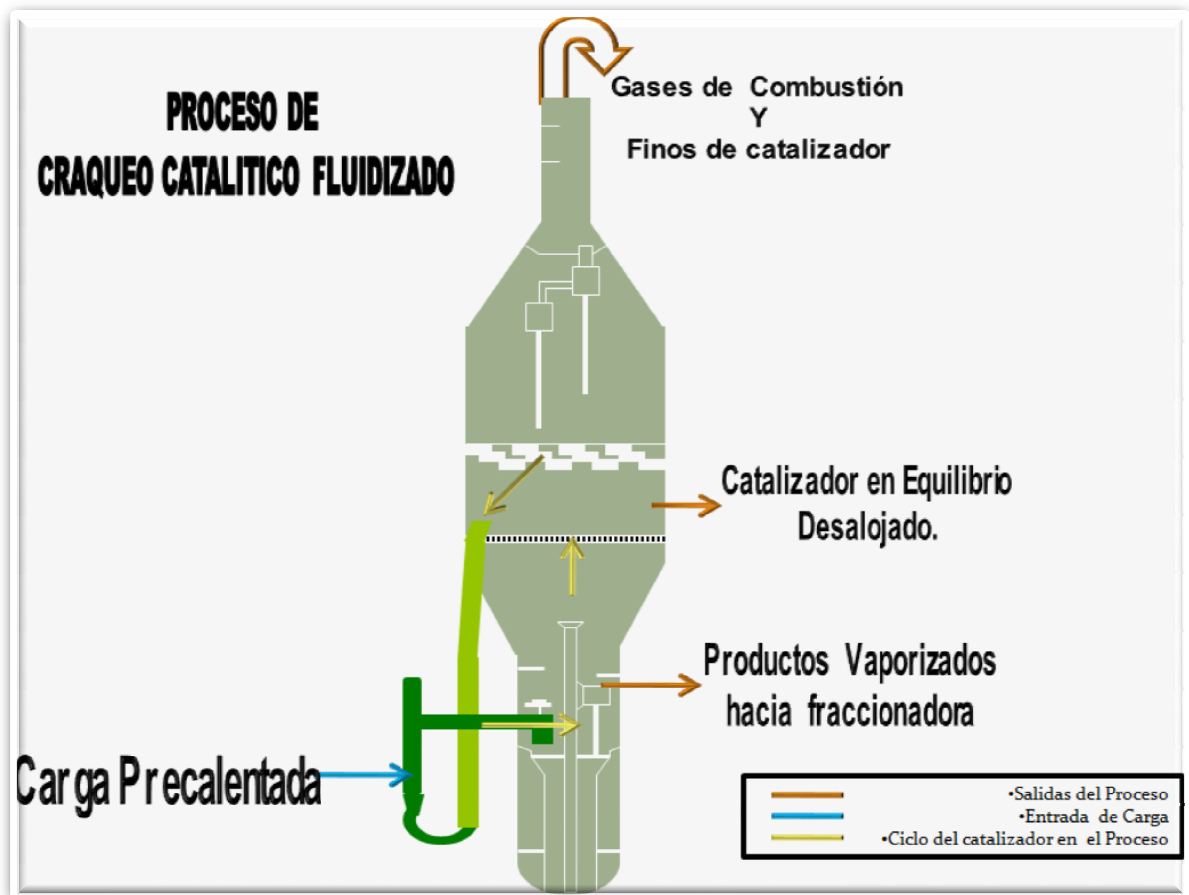 PROCESO DE
CRAQUEO CATALITICO FLUIDIZADO
Gases de Combustión
Y
Finos de catalizador
Catalizador en Equilibrio
Desalojado.
Productos Vaporizados
hacia fraccionadora
Carga Precalentada
•Salidas del Proceso
•Entrada de Carga
•Ciclo del catalizador en el Proceso